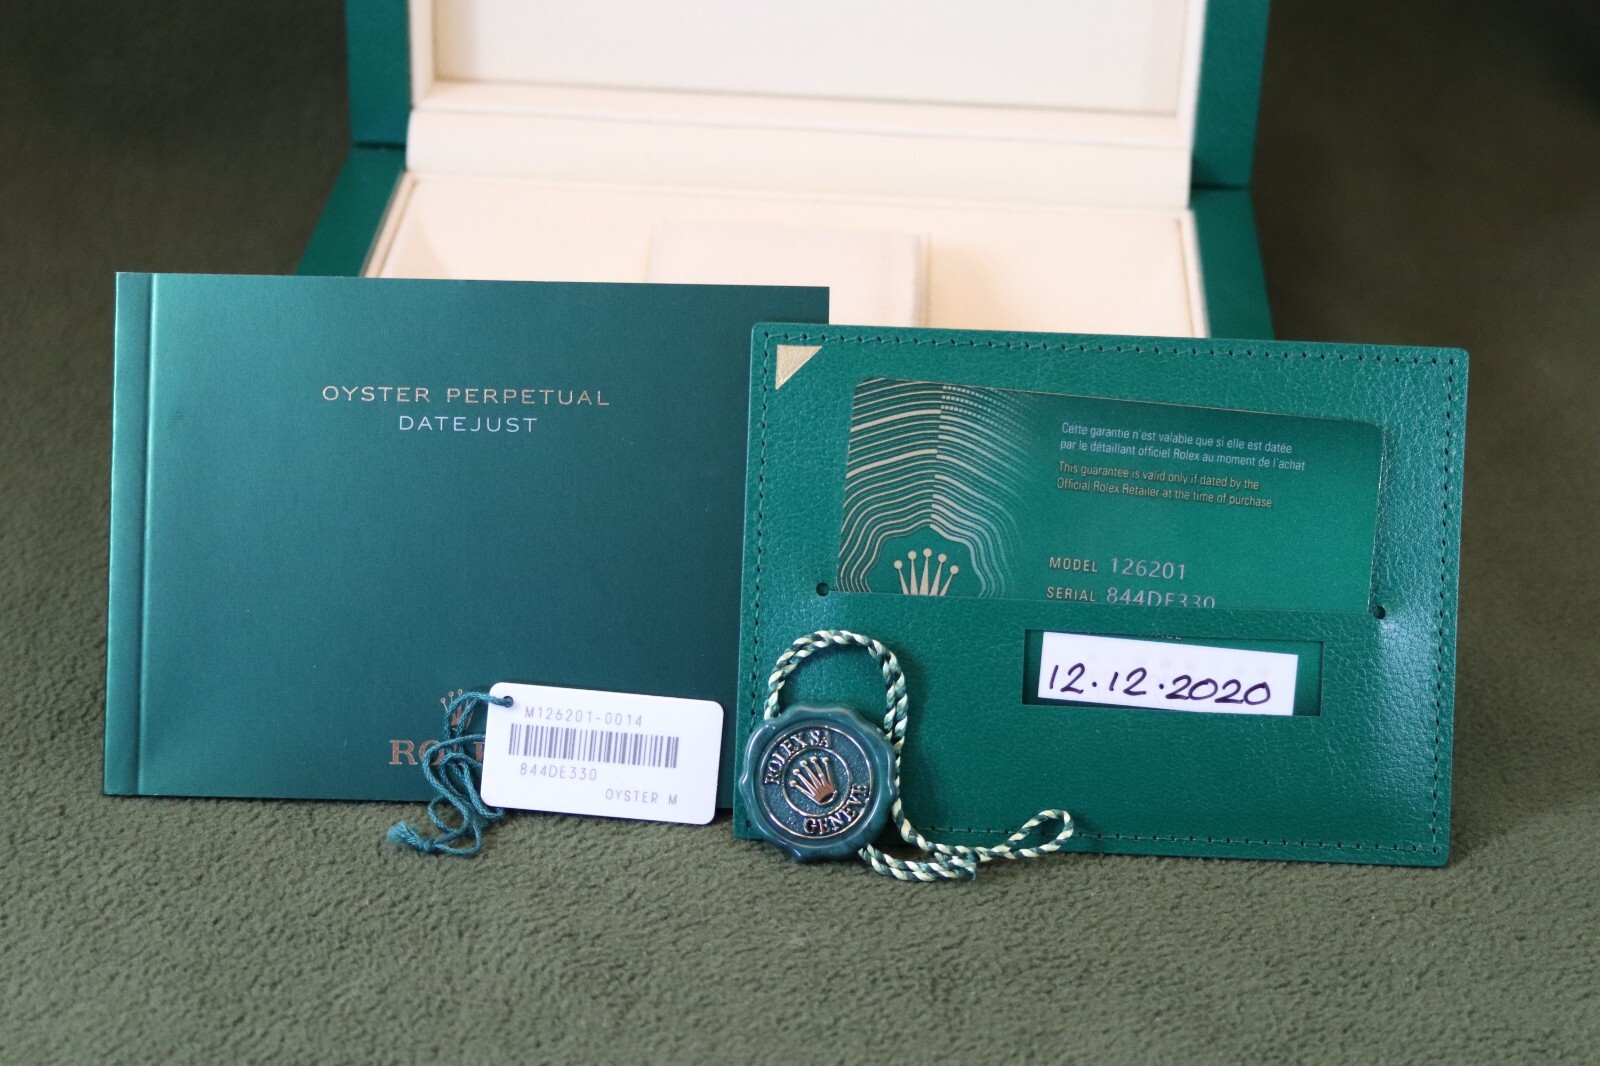 OYSTER PERPETUAL
DATEJUST
M126201-0014
844DE330
OYSTER M
ROLEX SA
GENEVE
Cette garantie n'est valable que si elle est datée
par le détaillant officiel Rolex au moment de l'achat
This guarantee is valid only if dated by the
Official Rolex Retailer at the time of purchase
MODEL 126201
SERIAL 844DE330
12.12.2020